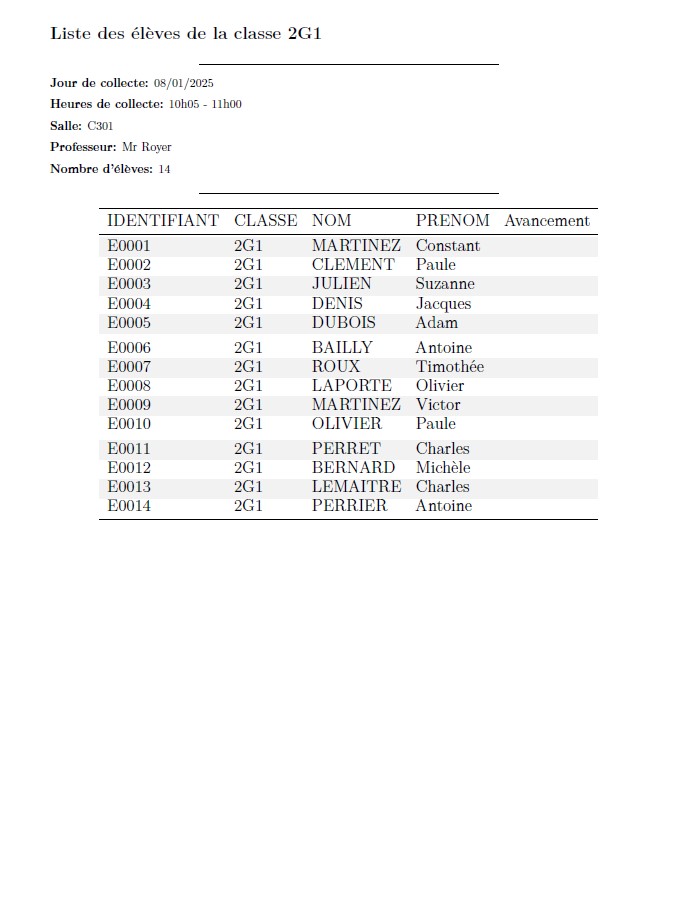 Liste des élèves de la classe 2G1
Jour de collecte: 08/01/2025
Heures de collecte: 10h05 - 11h00
Salle: C301
Professeur: Mr Royer
Nombre d'élèves: 14
IDENTIFIANT CLASSE NOM PRENOM Avancement
E0001 2G1 MARTINEZ Constant
E0002 2G1 CLEMENT Paule
E0003 2G1 JULIEN Suzanne
E0004 2G1 DENIS Jacques
E0005 2G1 DUBOIS Adam
E0006 2G1 BAILLY Antoine
E0007 2G1 ROUX Timothée
E0008 2G1 LAPORTE Olivier
E0009 2G1 MARTINEZ Victor
E0010 2G1 OLIVIER Paule
E0011 2G1 PERRET Charles
E0012 2G1 BERNARD Michèle
E0013 2G1 LEMAITRE Charles
E0014 2G1 PERRIER Antoine